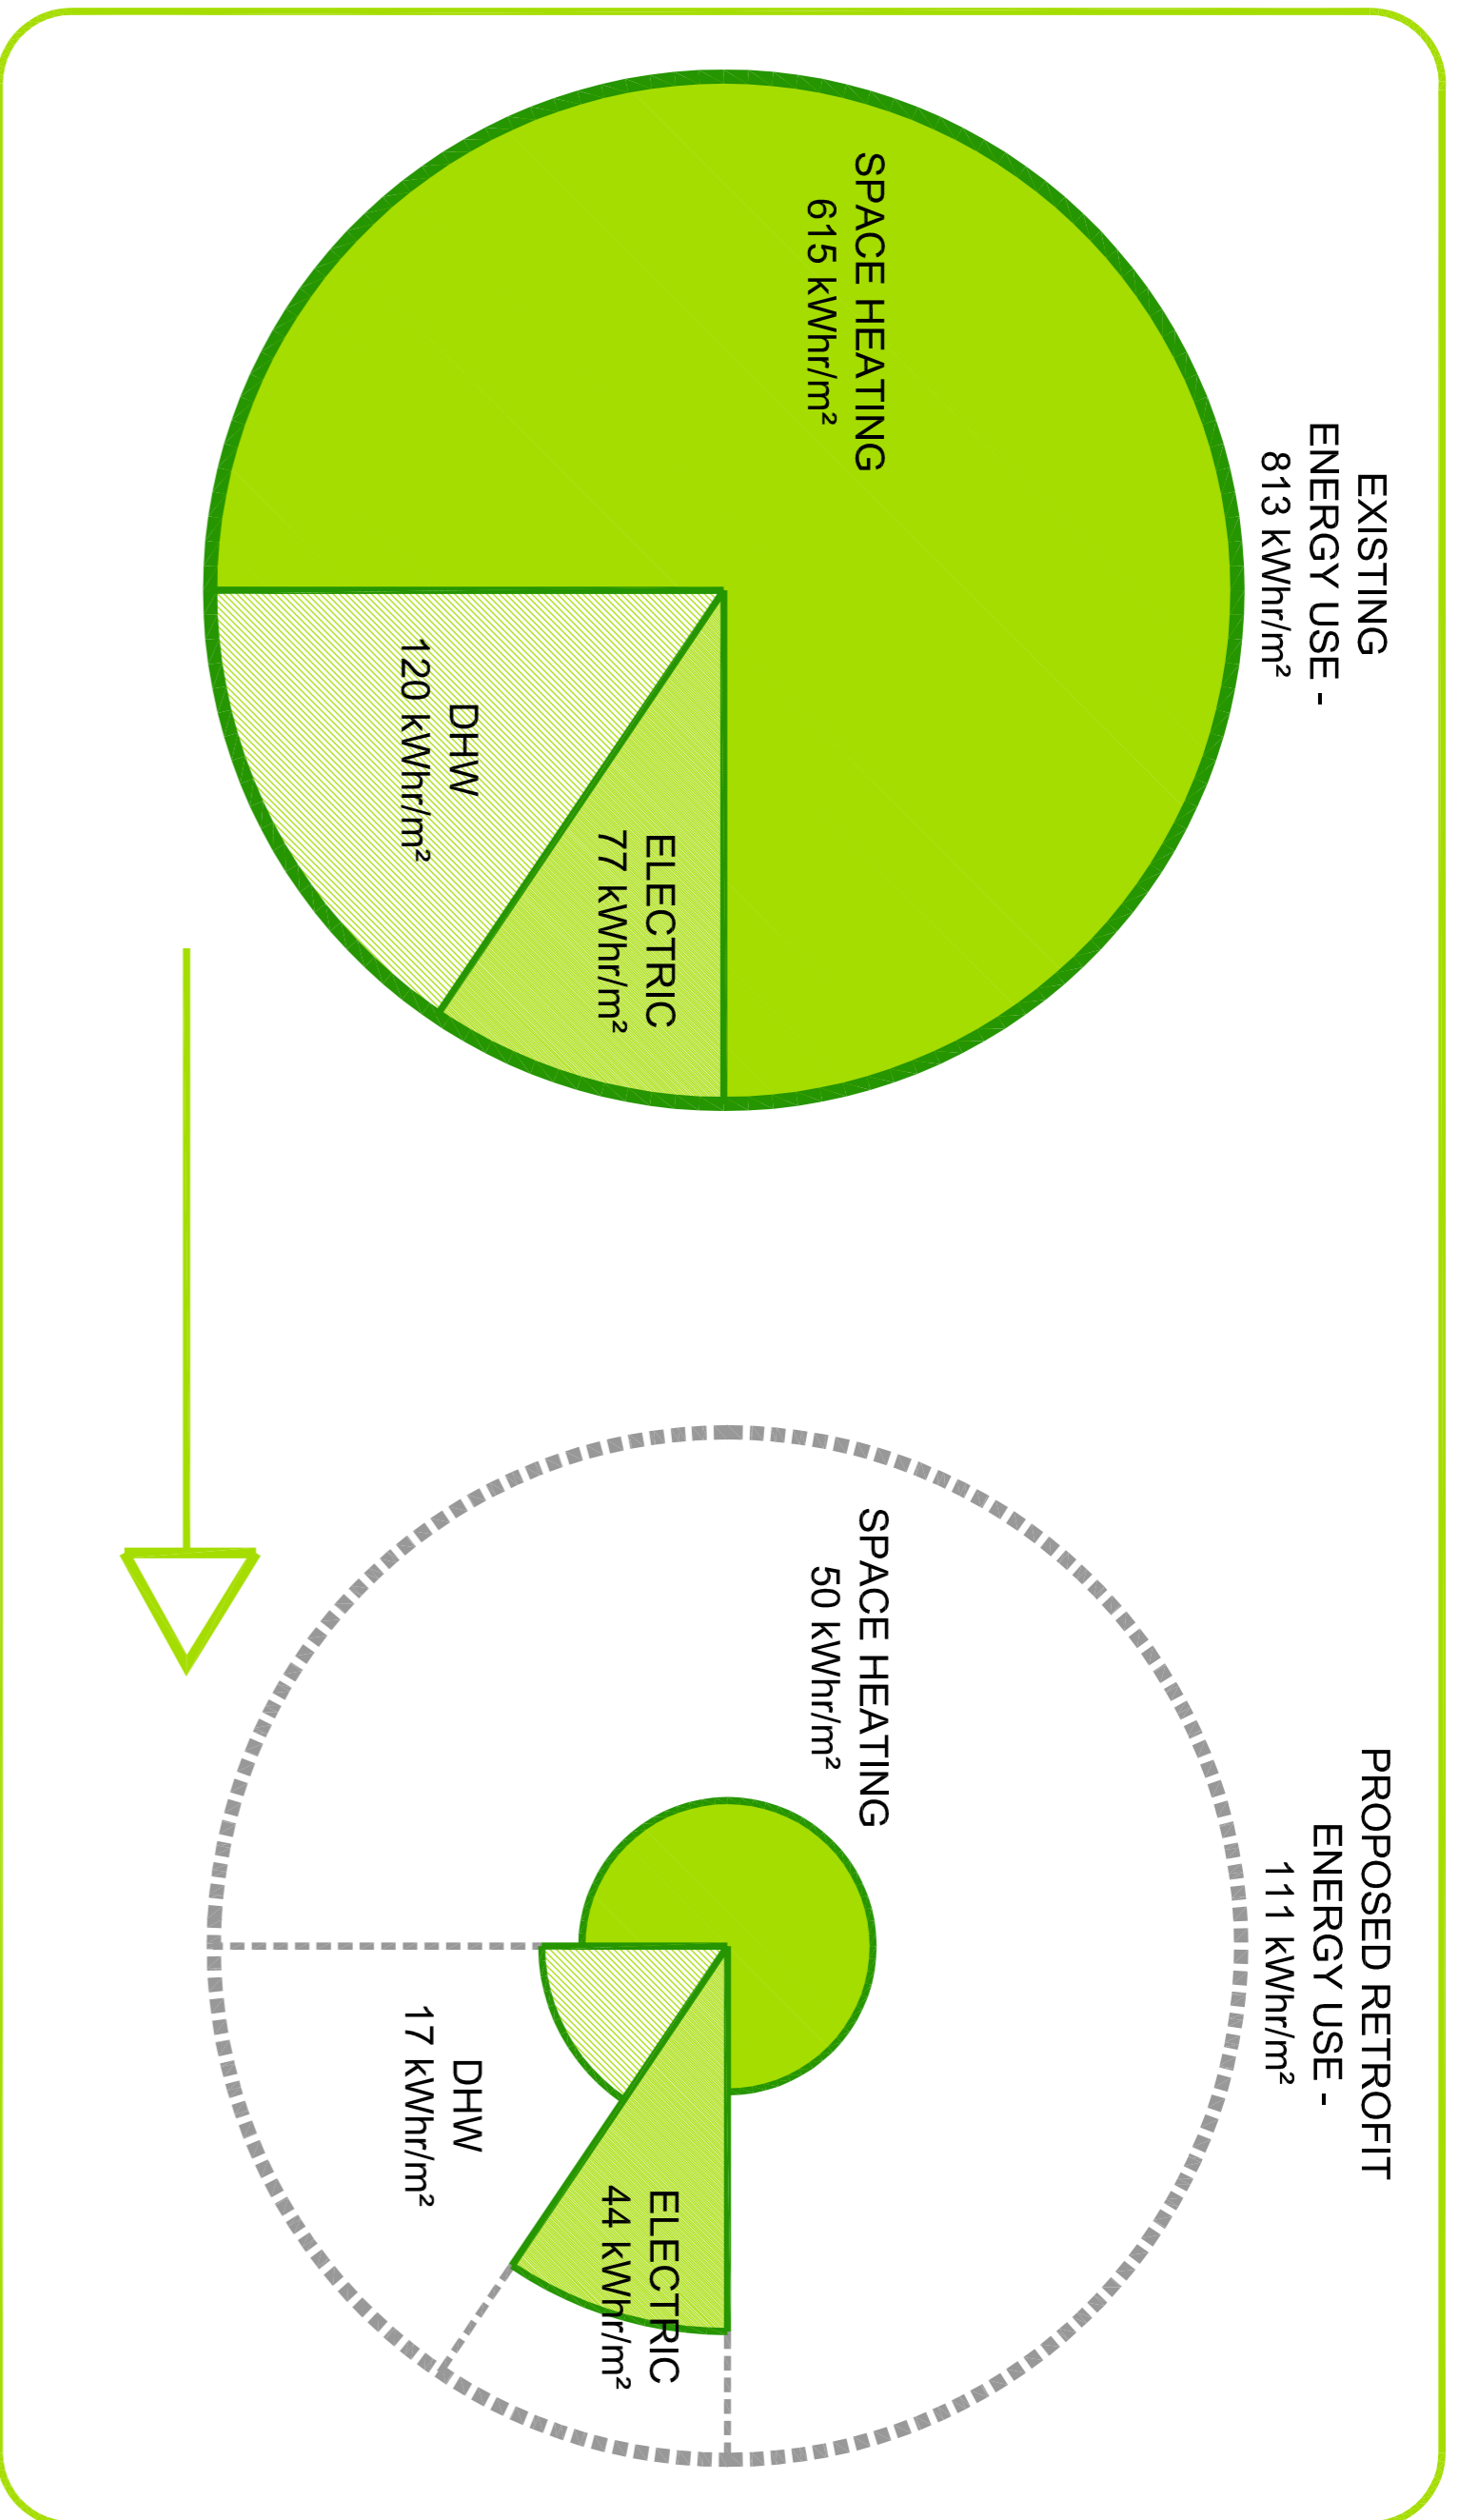 EXISTING
ENERGY USE -
813 kWhr/m²
SPACE HEATING
615 kWhr/m²
ELECTRIC
77 kWhr/m²
DHW
120 kWhr/m²
PROPOSED RETROFIT
ENERGY USE -
111 kWhr/m²
SPACE HEATING
50 kWhr/m²
ELECTRIC
44 kWhr/m²
DHW
17 kWhr/m²